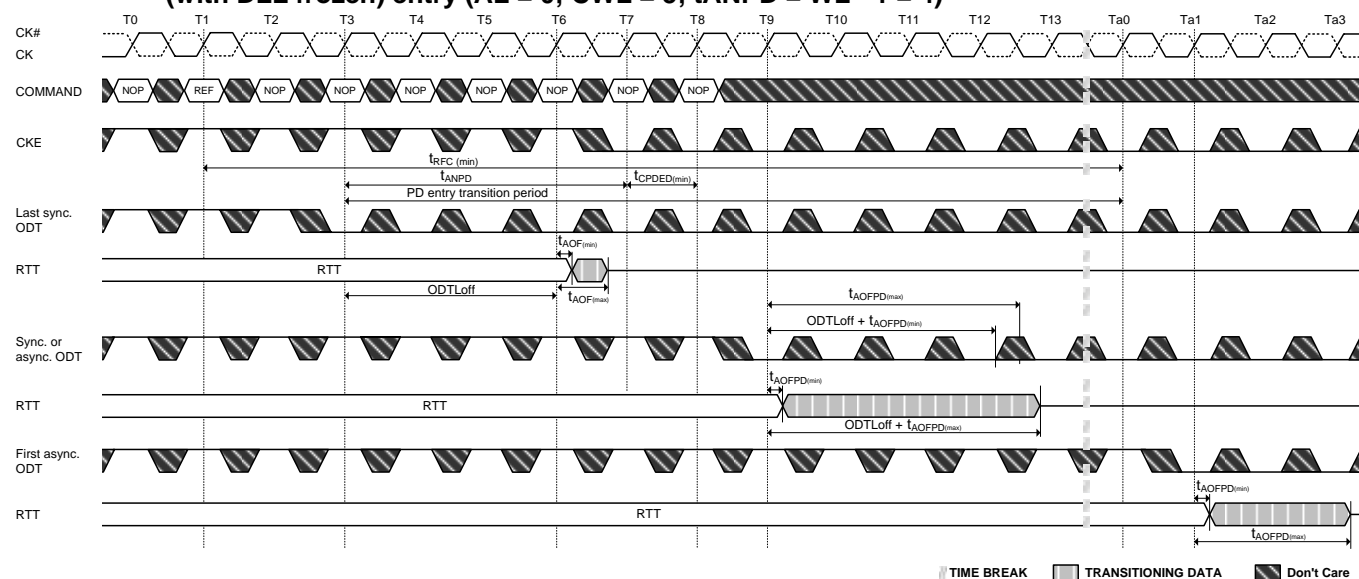 (with DLL frozen) entry (AL = 0; CWL = 5; tANPD = WL - 1 = 4)
T0 T1 T2 T3 T4 T5 T6 T7 T8 T9 T10 T11 T12 T13 Ta0 Ta1 Ta2 Ta3
CK#
CK
COMMAND NOP REF NOP NOP NOP NOP NOP NOP NOP
CKE
tRFC (min)
tANPD tCPDED(min)
PD entry transition period
Last sync.
ODT
tAOF(min)
RTT RTT
ODTLoff tAOF(max)
tAOFPD(max)
ODTLoff + tAOFPD(min)
Sync. or
async. ODT
tAOFPD(min)
RTT RTT
ODTLoff + tAOFPD(max)
First async.
ODT
tAOFPD(min)
RTT RTT
tAOFPD(max)
TIME BREAK TRANSITIONING DATA Don't Care